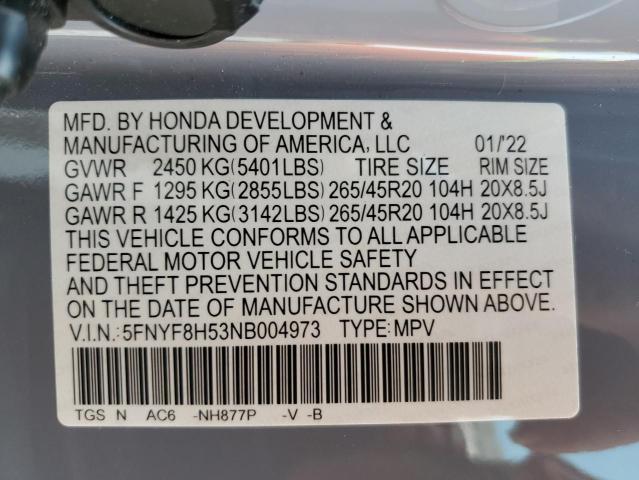 MFD. BY HONDA DEVELOPMENT &
MANUFACTURING OF AMERICA, LLC 01/'22
GVWR 2450 KG(5401LBS) TIRE SIZE RIM SIZE
GAWR F 1295 KG(2855LBS) 265/45R20 104H 20X8.5J
GAWR R 1425 KG(3142LBS) 265/45R20 104H 20X8.5J
THIS VEHICLE CONFORMS TO ALL APPLICABLE
FEDERAL MOTOR VEHICLE SAFETY
AND THEFT PREVENTION STANDARDS IN EFFECT
ON THE DATE OF MANUFACTURE SHOWN ABOVE.
V.I.N.: 5FNYF8H53NB004973 TYPE: MPV
TGS N AC6 -NH877P -V -B